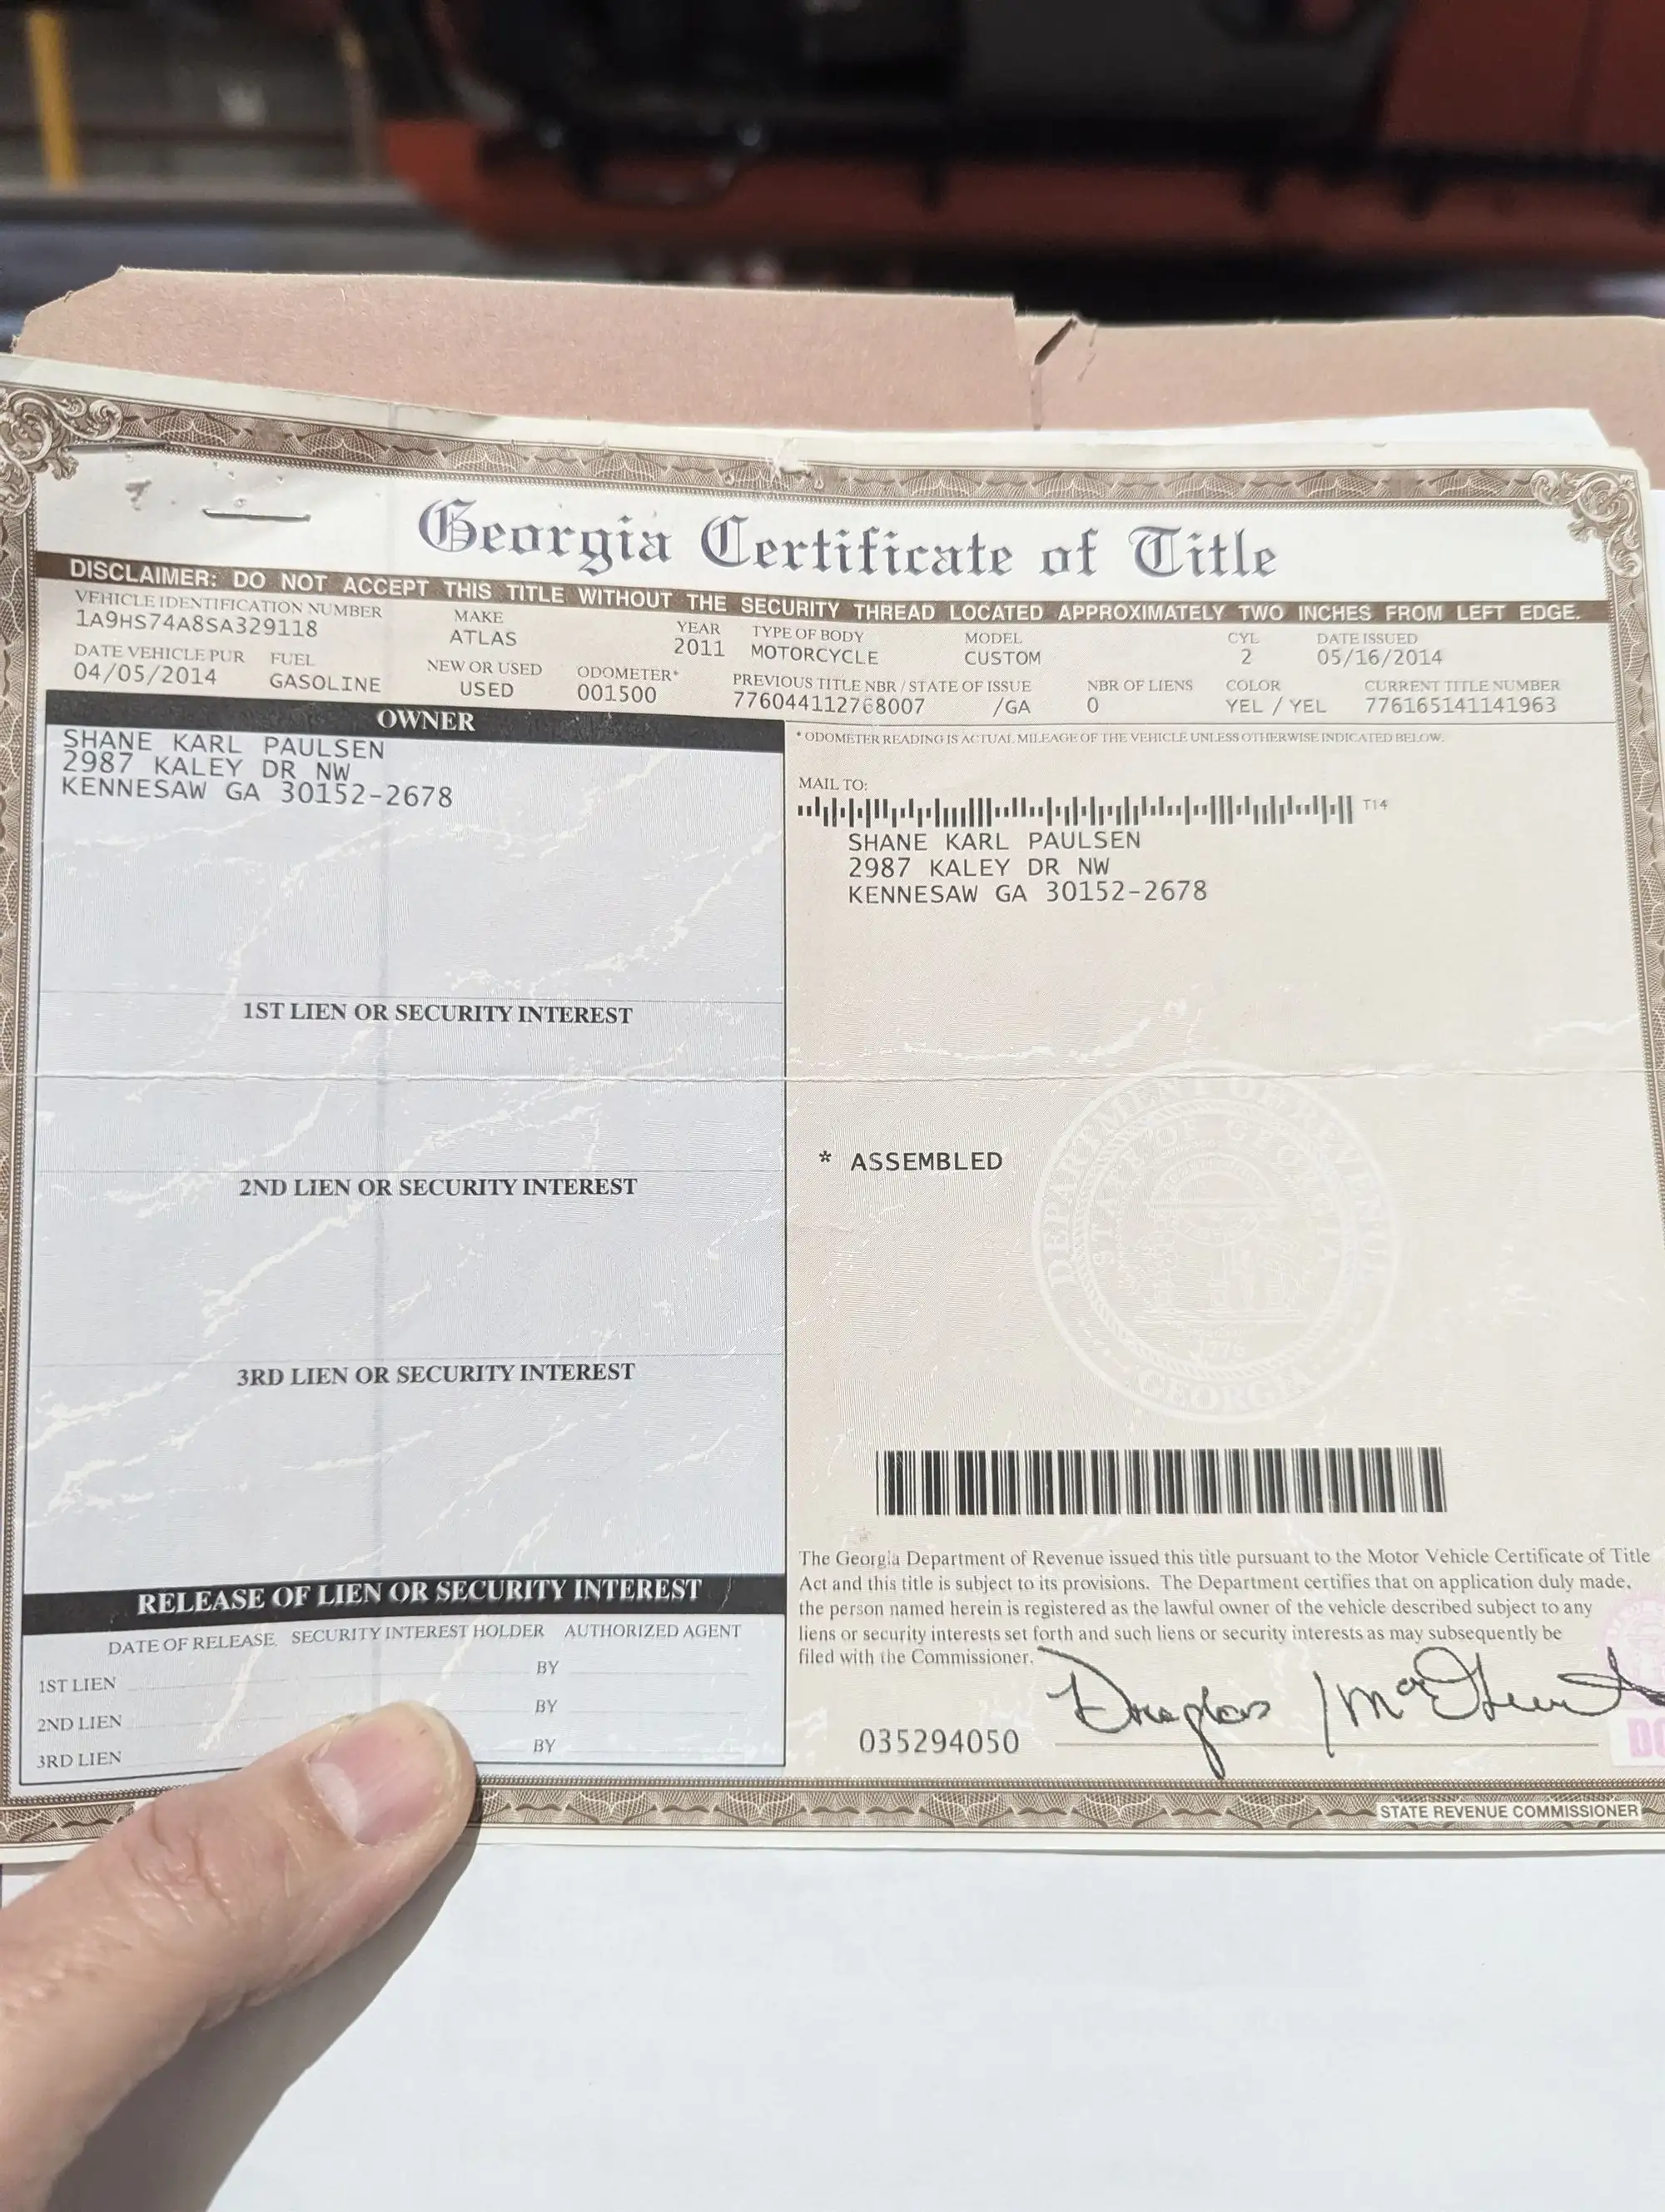 Georgia Certificate of Title
DISCLAIMER: DO NOT ACCEPT THIS TITLE WITHOUT THE SECURITY THREAD LOCATED APPROXIMATELY TWO INCHES FROM LEFT EDGE.
VEHICLE IDENTIFICATION NUMBER MAKE YEAR TYPE OF BODY MODEL CYL DATE ISSUED
1A9HS74A8SA329118 ATLAS 2011 MOTORCYCLE CUSTOM 2 05/16/2014
DATE VEHICLE PUR FUEL NEW OR USED ODOMETER* PREVIOUS TITLE NBR / STATE OF ISSUE NBR OF LIENS COLOR CURRENT TITLE NUMBER
04/05/2014 GASOLINE USED 001500 776044112768007 /GA 0 YEL / YEL 776165141141963
OWNER
SHANE KARL PAULSEN
2987 KALEY DR NW
KENNESAW GA 30152-2678
1ST LIEN OR SECURITY INTEREST
2ND LIEN OR SECURITY INTEREST
3RD LIEN OR SECURITY INTEREST
RELEASE OF LIEN OR SECURITY INTEREST
DATE OF RELEASE SECURITY INTEREST HOLDER AUTHORIZED AGENT
1ST LIEN BY
2ND LIEN BY
3RD LIEN BY
* ODOMETER READING IS ACTUAL MILEAGE OF THE VEHICLE UNLESS OTHERWISE INDICATED BELOW.
MAIL TO:
T14
SHANE KARL PAULSEN
2987 KALEY DR NW
KENNESAW GA 30152-2678
* ASSEMBLED
DEPARTMENT OF REVENUE
STATE OF GEORGIA
1776
GEORGIA
The Georgia Department of Revenue issued this title pursuant to the Motor Vehicle Certificate of Title
Act and this title is subject to its provisions. The Department certifies that on application duly made,
the person named herein is registered as the lawful owner of the vehicle described subject to any
liens or security interests set forth and such liens or security interests as may subsequently be
filed with the Commissioner.
035294050
STATE REVENUE COMMISSIONER